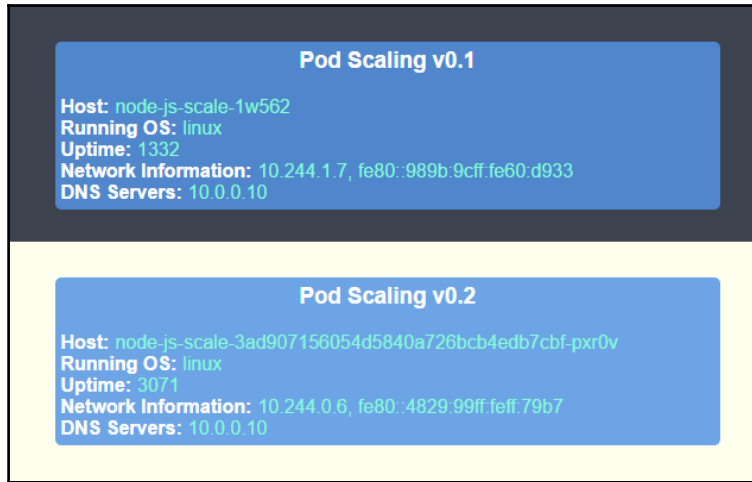 Pod Scaling v0.1
Host: node-js-scale-1w562
Running OS: linux
Uptime: 1332
Network Information: 10.244.1.7, fe80::989b:9cff:fe60:d933
DNS Servers: 10.0.0.10
Pod Scaling v0.2
Host: node-js-scale-3ad907156054d5840a726bcb4edb7cbf-pxr0v
Running OS: linux
Uptime: 3071
Network Information: 10.244.0.6, fe80::4829:99ff:feff:79b7
DNS Servers: 10.0.0.10